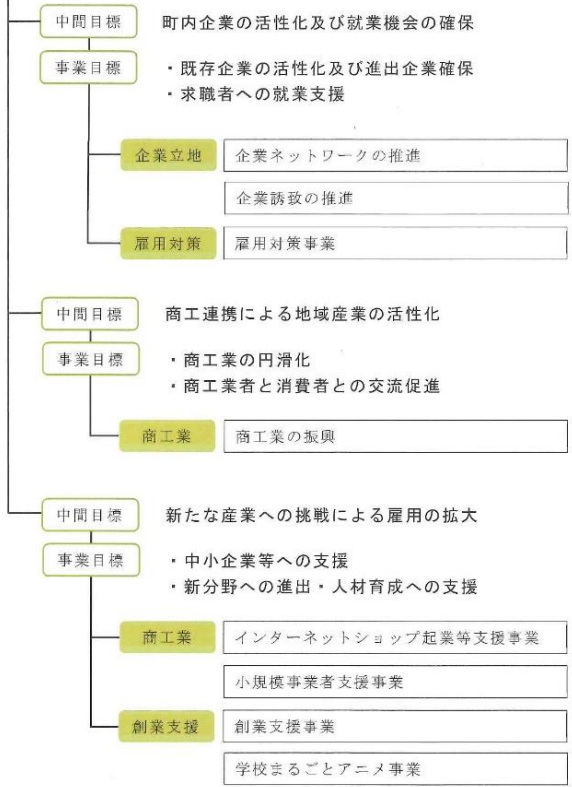 中間目標 町内企業の活性化及び就業機会の確保
事業目標 ・既存企業の活性化及び進出企業確保
・求職者への就業支援
企業立地 企業ネットワークの推進
企業誘致の推進
雇用対策 雇用対策事業
中間目標 商工連携による地域産業の活性化
事業目標 ・商工業の円滑化
・商工業者と消費者との交流促進
商工業 商工業の振興
中間目標 新たな産業への挑戦による雇用の拡大
事業目標 ・中小企業等への支援
・新分野への進出・人材育成への支援
商工業 インターネットショップ起業等支援事業
小規模事業者支援事業
創業支援 創業支援事業
学校まるごとアニメ事業